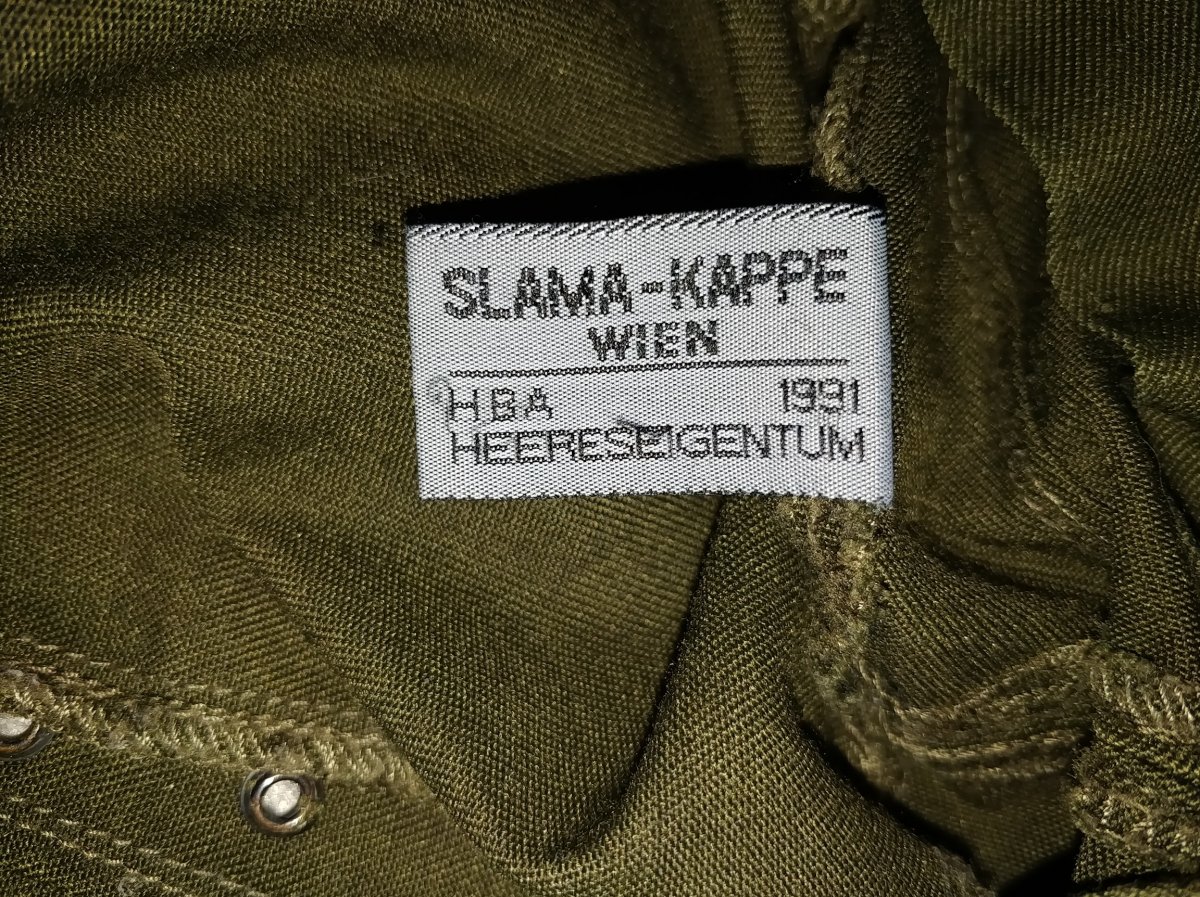 SLAMA-KAPPE
WIEN
HBA 1991
HEERESEIGENTUM